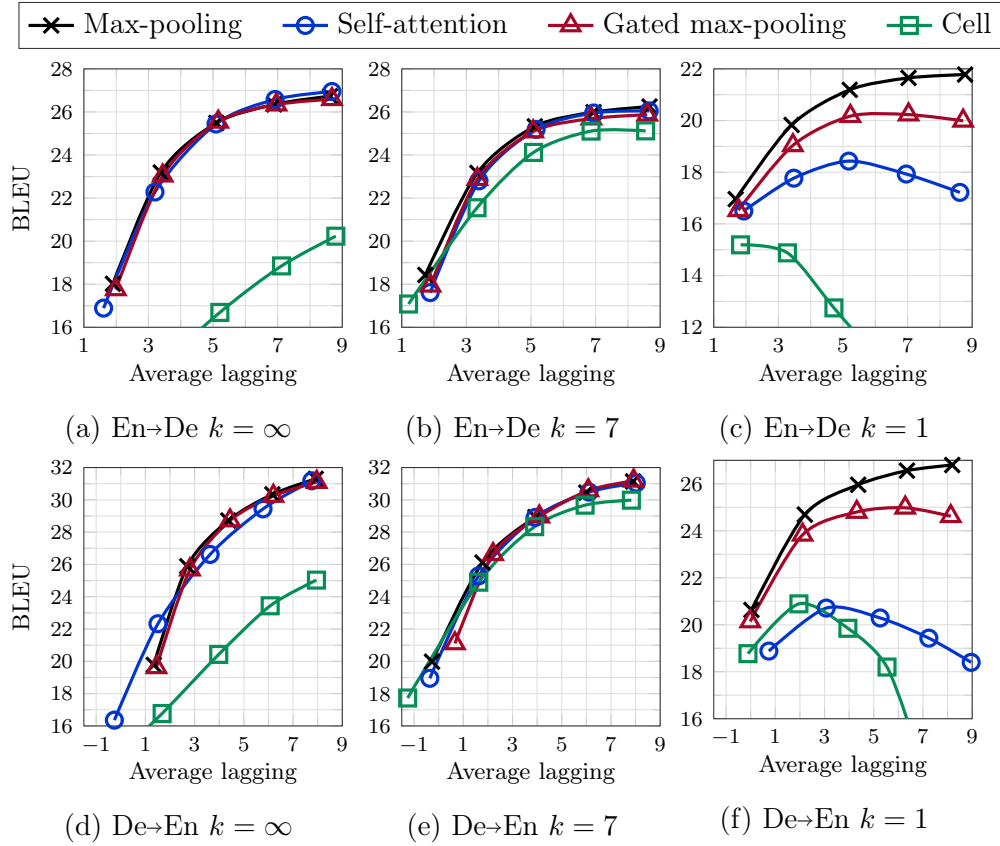 Max-pooling Self-attention Gated max-pooling Cell
28
26
24
22
20
18
16
1 3 5 7 9
BLEU
Average lagging
(a) En→De k = ∞
28
26
24
22
20
18
16
1 3 5 7 9
Average lagging
(b) En→De k = 7
22
20
18
16
14
12
1 3 5 7 9
Average lagging
(c) En→De k = 1
32
30
28
26
24
22
20
18
16
−1 1 3 5 7 9
BLEU
Average lagging
(d) De→En k = ∞
32
30
28
26
24
22
20
18
16
−1 1 3 5 7 9
Average lagging
(e) De→En k = 7
26
24
22
20
18
16
−1 1 3 5 7 9
Average lagging
(f) De→En k = 1